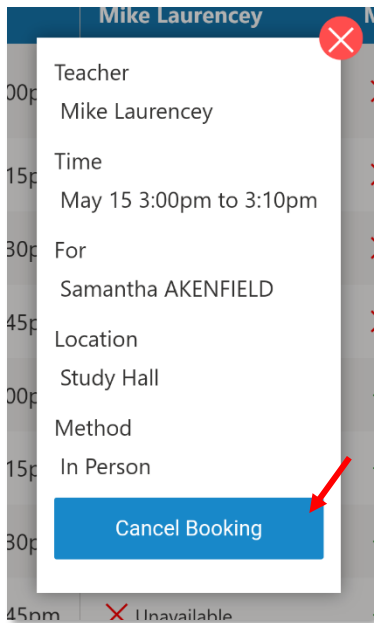 Mike Laurencey
Teacher
Mike Laurencey
Time
May 15 3:00pm to 3:10pm
For
Samantha AKENFIELD
Location
Study Hall
Method
In Person
Cancel Booking
45pm Unavailable